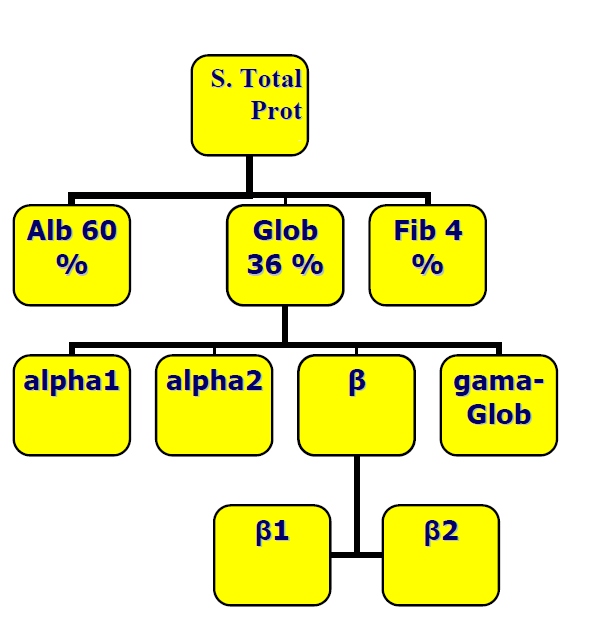 S. Total
Prot
Alb 60
%
Glob
36 %
Fib 4
%
alpha1
alpha2
β
gama-
Glob
β1
β2